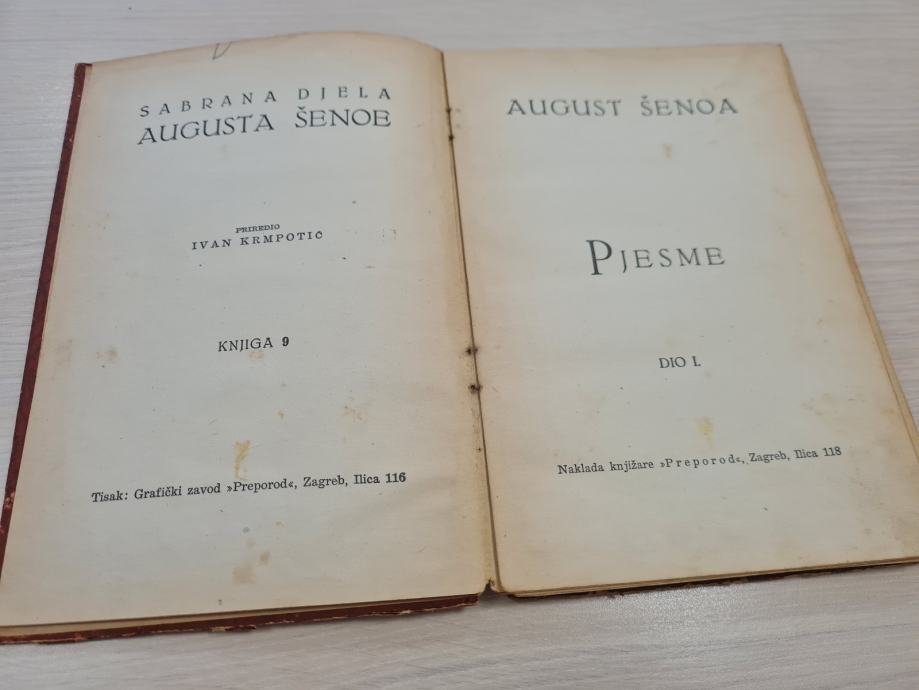 SABRANA DJELA
AUGUSTA ŠENOE
PRIREDIO
IVAN KRMPOTIĆ
KNJIGA 9
Tisak: Grafički zavod »Preporod«, Zagreb, Ilica 116
AUGUST ŠENOA
PJESME
DIO I.
Naklada knjižare »Preporod«, Zagreb, Ilica 118